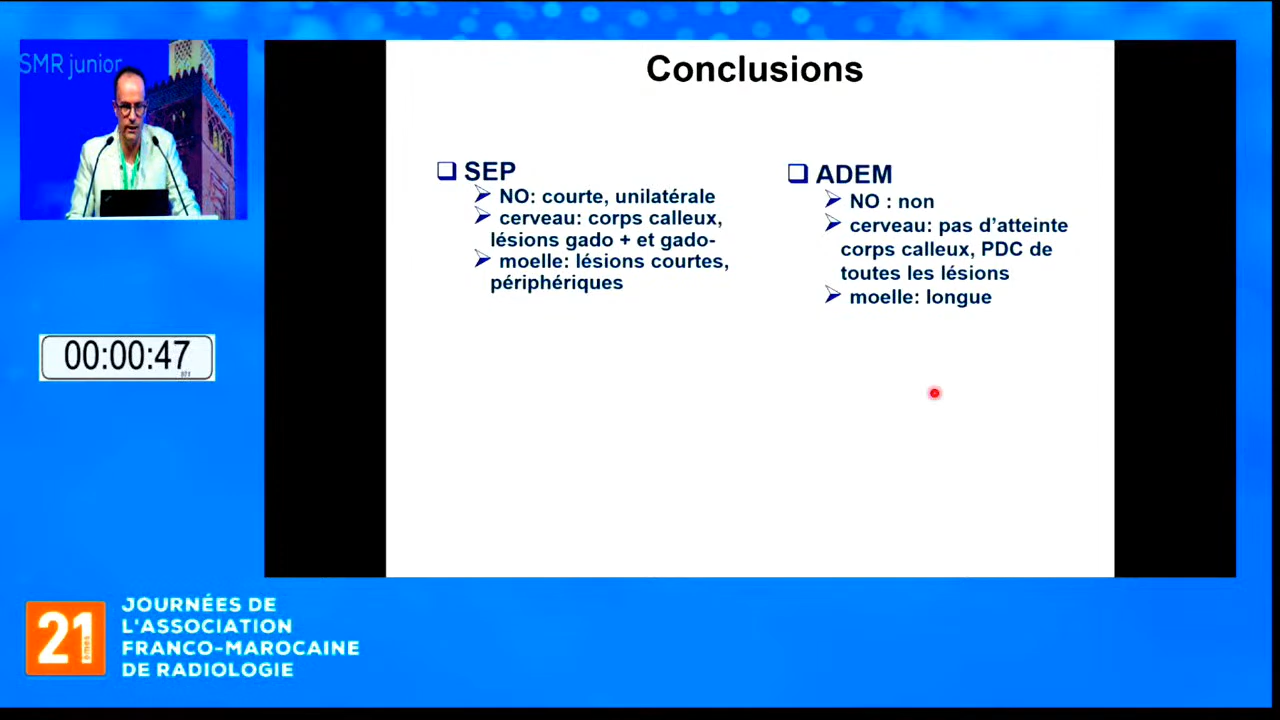 SMR junior
Conclusions
SEP
NO: courte, unilatérale
cerveau: corps calleux,
lésions gado + et gado-
moelle: lésions courtes,
périphériques
ADEM
NO : non
cerveau: pas d'atteinte
corps calleux, PDC de
toutes les lésions
moelle: longue
00:00:47
21
èmes
JOURNÉES DE
L'ASSOCIATION
FRANCO-MAROCAINE
DE RADIOLOGIE